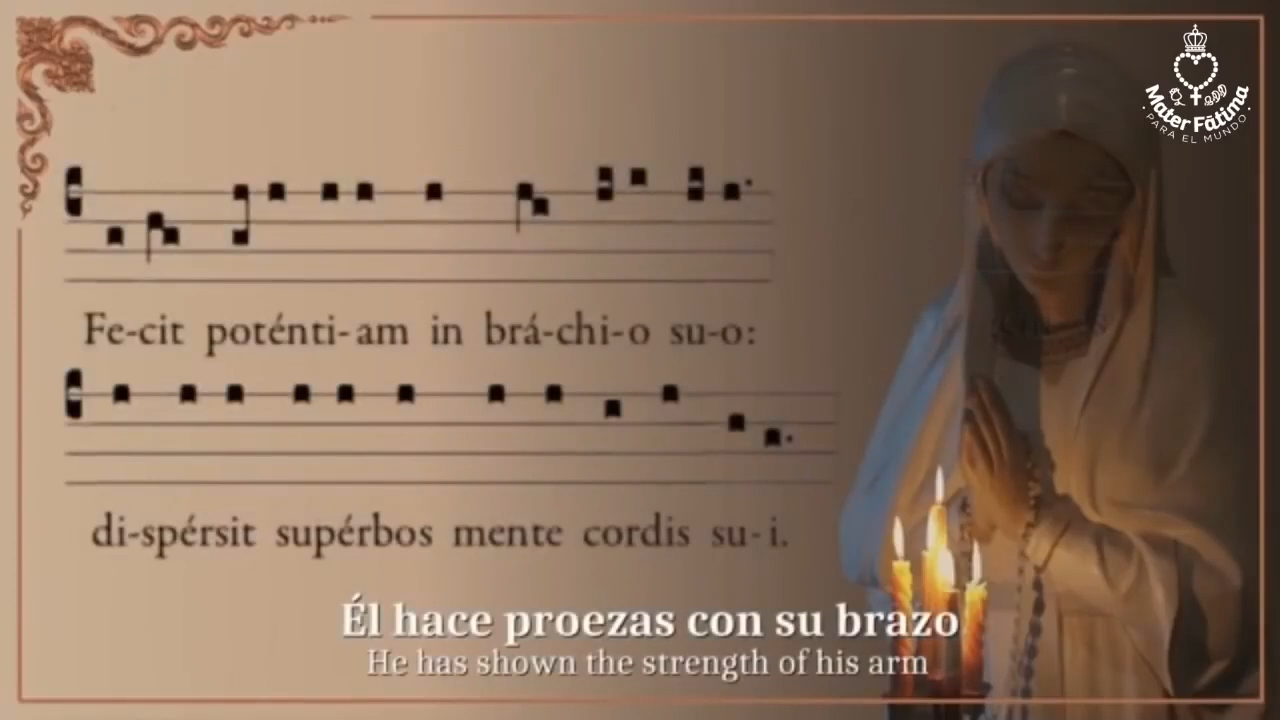 Mater Fátima
· PARA EL MUNDO ·
Fe-cit poténti-am in brá-chi-o su-o:
di-spérsit supérbos mente cordis su-i.
Él hace proezas con su brazo
He has shown the strength of his arm